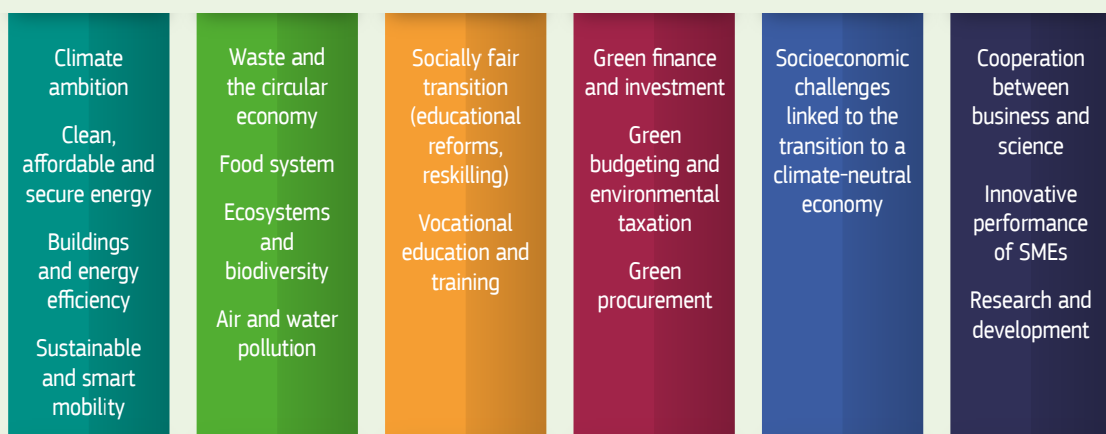 Climate
ambition
Clean,
affordable and
secure energy
Buildings
and energy
efficiency
Sustainable
and smart
mobility
Waste and
the circular
economy
Food system
Ecosystems
and
biodiversity
Air and water
pollution
Socially fair
transition
(educational
reforms,
reskilling)
Vocational
education and
training
Green finance
and investment
Green
budgeting and
environmental
taxation
Green
procurement
Socioeconomic
challenges
linked to the
transition to a
climate-neutral
economy
Cooperation
between
business and
science
Innovative
performance
of SMEs
Research and
development